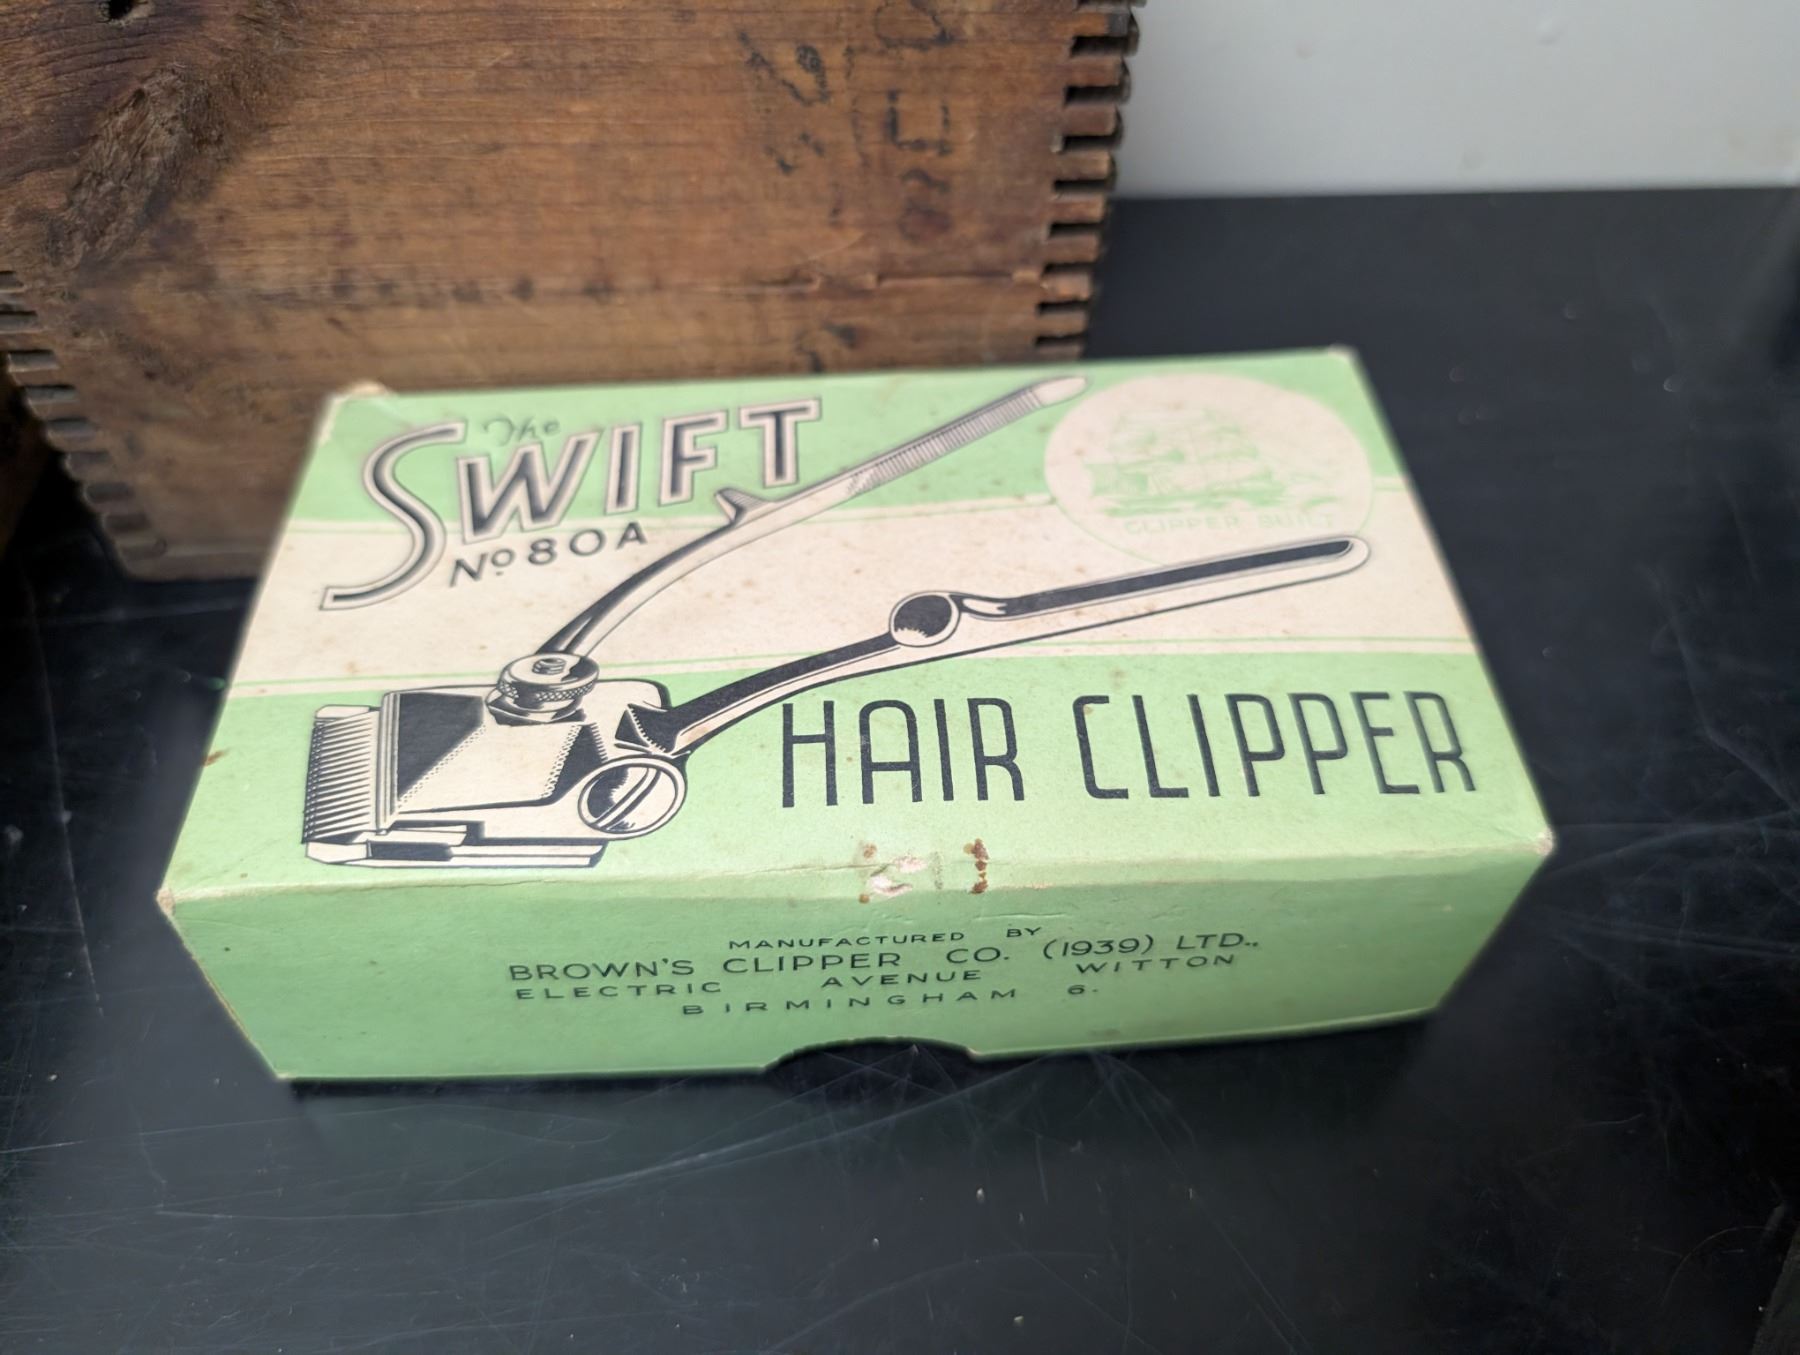 The
SWIFT
No 80A
CLIPPER BUILT
HAIR CLIPPER
MANUFACTURED BY
BROWN'S CLIPPER CO. (1939) LTD.,
ELECTRIC AVENUE WITTON
BIRMINGHAM 6.